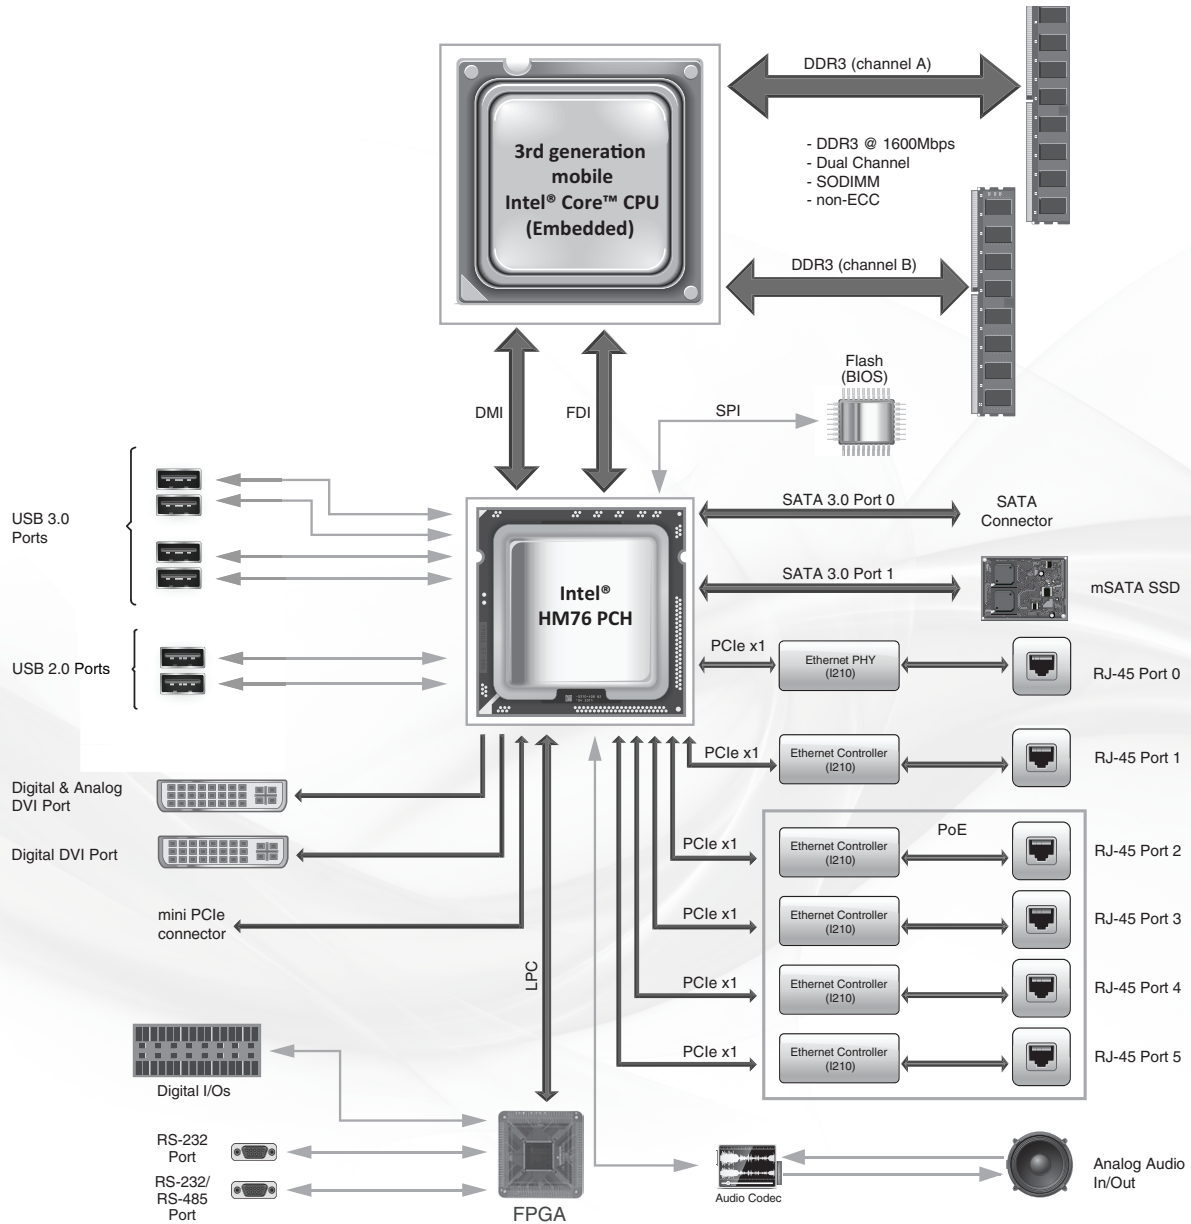 DDR3 (channel A)
3rd generation
mobile
Intel® Core™ CPU
(Embedded)
- DDR3 @ 1600Mbps
- Dual Channel
- SODIMM
- non-ECC
DDR3 (channel B)
Flash
(BIOS)
DMI
FDI
SPI
USB 3.0
Ports
SATA 3.0 Port 0
SATA
Connector
Intel®
HM76 PCH
SATA 3.0 Port 1
mSATA SSD
USB 2.0 Ports
PCIe x1
Ethernet PHY
(I210)
RJ-45 Port 0
PCIe x1
Ethernet Controller
(I210)
RJ-45 Port 1
Digital & Analog
DVI Port
Digital DVI Port
PoE
PCIe x1
Ethernet Controller
(I210)
RJ-45 Port 2
mini PCIe
connector
PCIe x1
Ethernet Controller
(I210)
RJ-45 Port 3
LPC
PCIe x1
Ethernet Controller
(I210)
RJ-45 Port 4
PCIe x1
Ethernet Controller
(I210)
RJ-45 Port 5
Digital I/Os
RS-232
Port
RS-232/
RS-485
Port
FPGA
Audio Codec
Analog Audio
In/Out